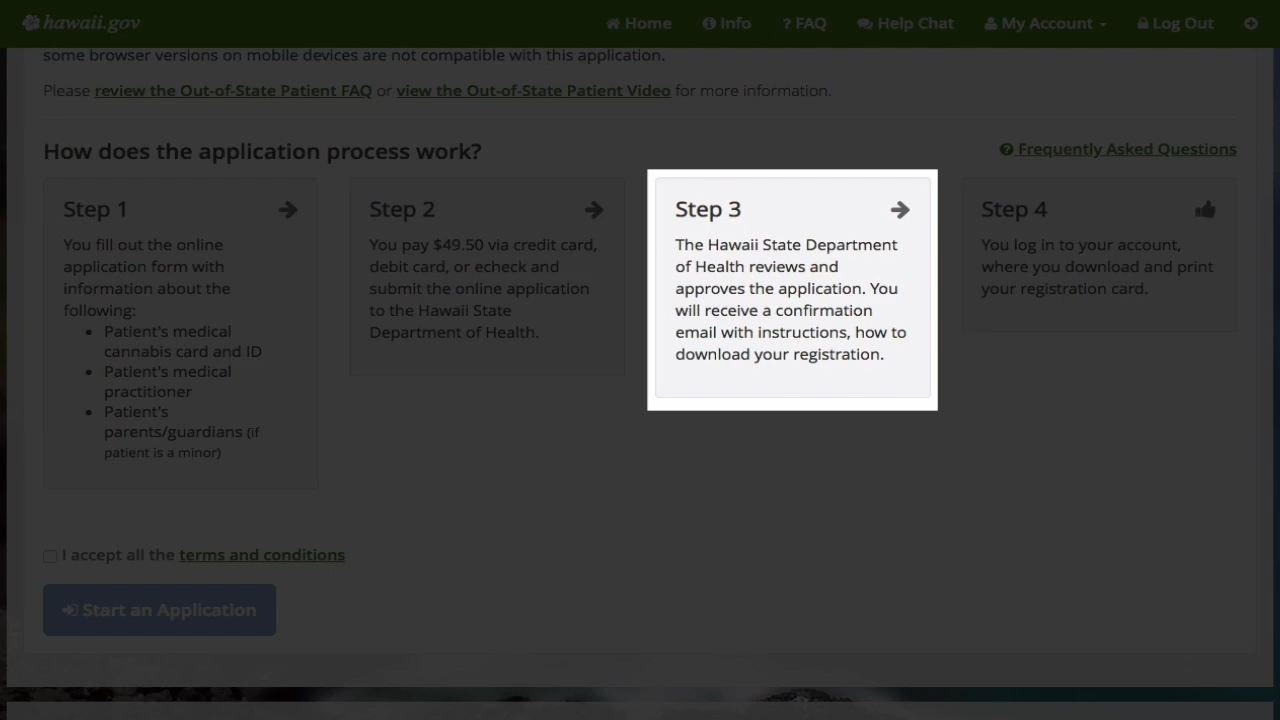 hawaii.gov Home Info FAQ Help Chat My Account Log Out
some browser versions on mobile devices are not compatible with this application.
Please review the Out-of-State Patient FAQ or view the Out-of-State Patient Video for more information.
How does the application process work?
Frequently Asked Questions
Step 1
You fill out the online
application form with
information about the
following:
• Patient's medical
cannabis card and ID
• Patient's medical
practitioner
• Patient's
parents/guardians (if
patient is a minor)
Step 2
You pay $49.50 via credit card,
debit card, or echeck and
submit the online application
to the Hawaii State
Department of Health.
Step 3
The Hawaii State Department
of Health reviews and
approves the application. You
will receive a confirmation
email with instructions, how to
download your registration.
Step 4
You log in to your account,
where you download and print
your registration card.
I accept all the terms and conditions
Start an Application